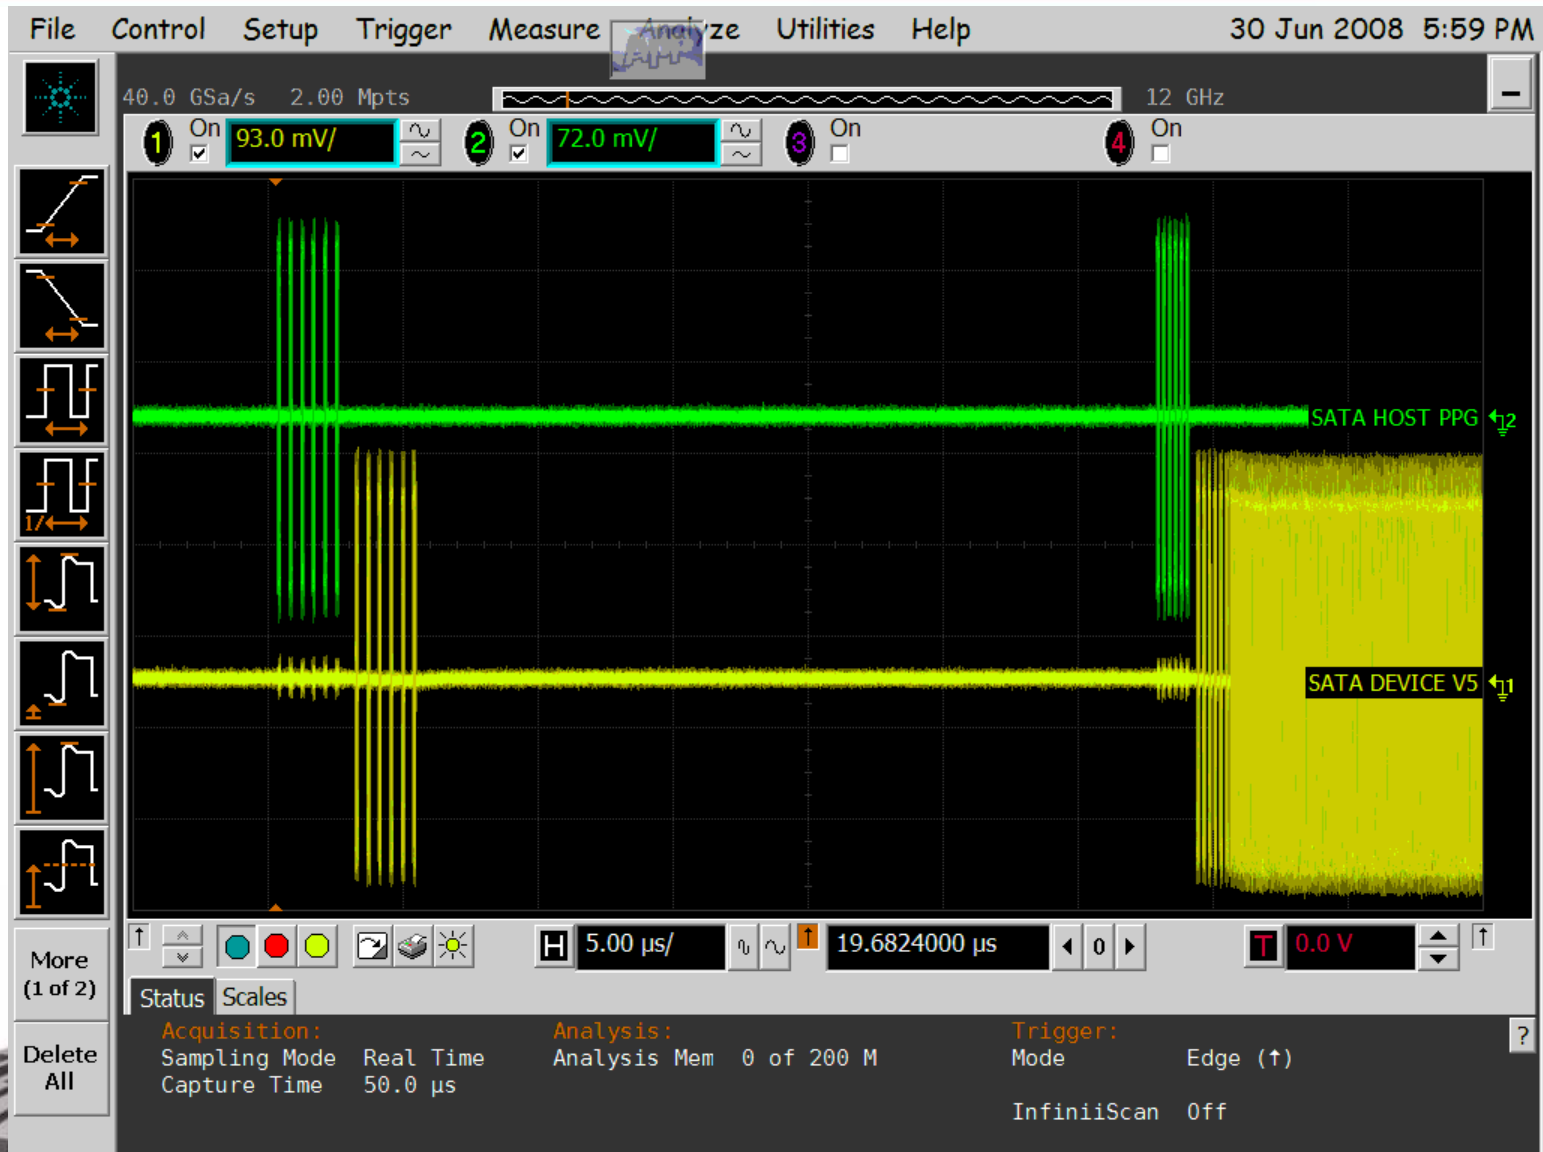 File Control Setup Trigger Measure Analyze Utilities Help 30 Jun 2008 5:59 PM
40.0 GSa/s 2.00 Mpts 12 GHz
1 On 93.0 mV/ 2 On 72.0 mV/ 3 On 4 On
SATA HOST PPG 2
SATA DEVICE V5 1
1/
H 5.00 µs/ 19.6824000 µs 0 T 0.0 V
More
(1 of 2)
Delete
All
Status Scales
Acquisition: Analysis: Trigger:
Sampling Mode Real Time Analysis Mem 0 of 200 M Mode Edge (↑)
Capture Time 50.0 µs
InfiniiScan Off
?